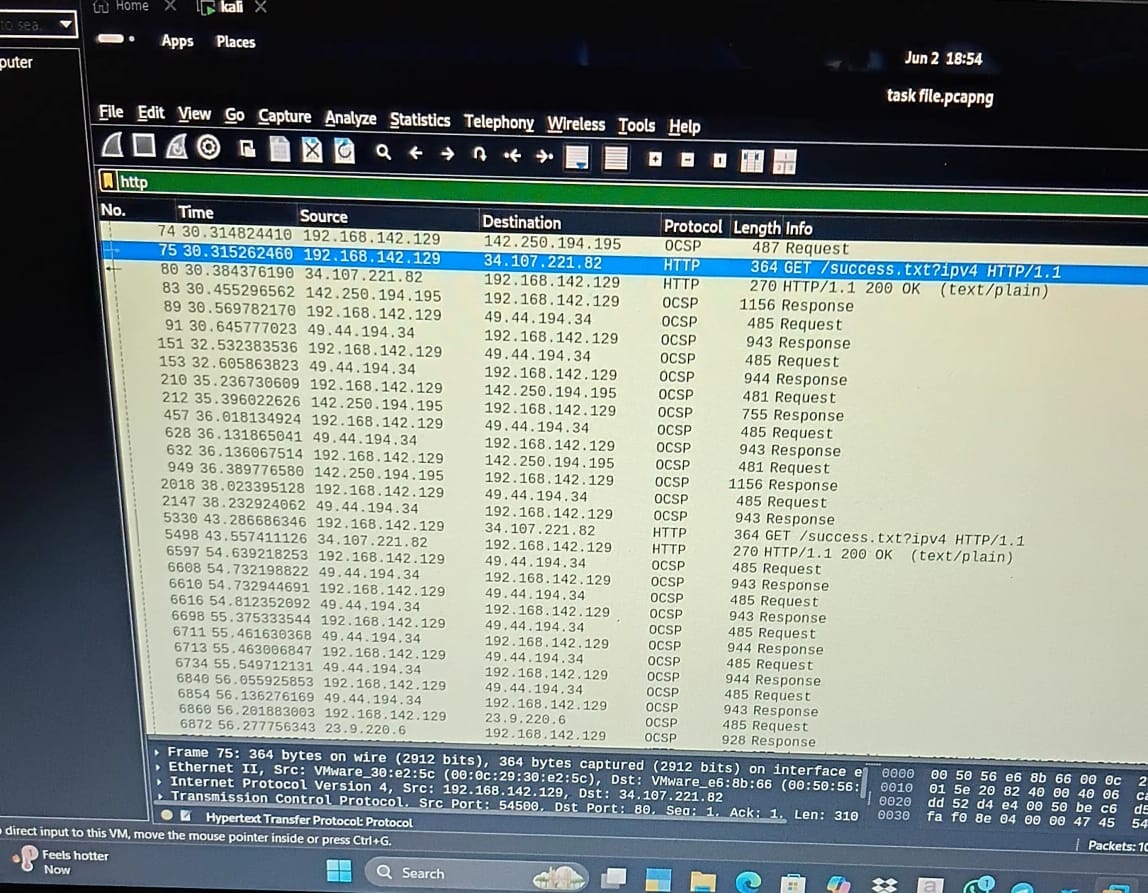 Home kali
to sea
puter
Apps Places
Jun 2 18:54
task file.pcapng
File Edit View Go Capture Analyze Statistics Telephony Wireless Tools Help
http
No. Time Source Destination Protocol Length Info
74 30.314824410 192.168.142.129 142.250.194.195 OCSP 487 Request
75 30.315262460 192.168.142.129 34.107.221.82 HTTP 364 GET /success.txt?ipv4 HTTP/1.1
80 30.384376190 34.107.221.82 192.168.142.129 HTTP 270 HTTP/1.1 200 OK (text/plain)
83 30.455296562 142.250.194.195 192.168.142.129 OCSP 1156 Response
89 30.569782170 192.168.142.129 49.44.194.34 OCSP 485 Request
91 30.645777023 49.44.194.34 192.168.142.129 OCSP 943 Response
151 32.532383536 192.168.142.129 49.44.194.34 OCSP 485 Request
153 32.605863823 49.44.194.34 192.168.142.129 OCSP 944 Response
210 35.236730609 192.168.142.129 142.250.194.195 OCSP 481 Request
212 35.396022626 142.250.194.195 192.168.142.129 OCSP 755 Response
457 36.018134924 192.168.142.129 49.44.194.34 OCSP 485 Request
628 36.131865041 49.44.194.34 192.168.142.129 OCSP 943 Response
632 36.136067514 192.168.142.129 142.250.194.195 OCSP 481 Request
949 36.389776580 142.250.194.195 192.168.142.129 OCSP 1156 Response
2018 38.023395128 192.168.142.129 49.44.194.34 OCSP 485 Request
2147 38.232924062 49.44.194.34 192.168.142.129 OCSP 943 Response
5330 43.286686346 192.168.142.129 34.107.221.82 HTTP 364 GET /success.txt?ipv4 HTTP/1.1
5498 43.557411126 34.107.221.82 192.168.142.129 HTTP 270 HTTP/1.1 200 OK (text/plain)
6597 54.639218253 192.168.142.129 49.44.194.34 OCSP 485 Request
6608 54.732198822 49.44.194.34 192.168.142.129 OCSP 943 Response
6610 54.732944691 192.168.142.129 49.44.194.34 OCSP 485 Request
6616 54.812352092 49.44.194.34 192.168.142.129 OCSP 943 Response
6698 55.375333544 192.168.142.129 49.44.194.34 OCSP 485 Request
6711 55.461630368 49.44.194.34 192.168.142.129 OCSP 944 Response
6713 55.463006847 192.168.142.129 49.44.194.34 OCSP 485 Request
6734 55.549712131 49.44.194.34 192.168.142.129 OCSP 944 Response
6840 56.055925853 192.168.142.129 49.44.194.34 OCSP 485 Request
6854 56.136276169 49.44.194.34 192.168.142.129 OCSP 943 Response
6860 56.201883003 192.168.142.129 23.9.220.6 OCSP 485 Request
6872 56.277756343 23.9.220.6 192.168.142.129 OCSP 928 Response
Frame 75: 364 bytes on wire (2912 bits), 364 bytes captured (2912 bits) on interface e
Ethernet II, Src: VMware_30:e2:5c (00:0c:29:30:e2:5c), Dst: VMware_e6:8b:66 (00:50:56:
Internet Protocol Version 4, Src: 192.168.142.129, Dst: 34.107.221.82
Transmission Control Protocol, Src Port: 54500, Dst Port: 80, Seq: 1, Ack: 1, Len: 310
0000 00 50 56 e6 8b 66 00 0c
0010 01 5e 20 82 40 00 40 06
0020 dd 52 d4 e4 00 50 be c6
0030 fa f0 8e 04 00 00 47 45 54
Hypertext Transfer Protocol: Protocol
Packets: 10
direct input to this VM, move the mouse pointer inside or press Ctrl+G.
Feels hotter
Now
Search